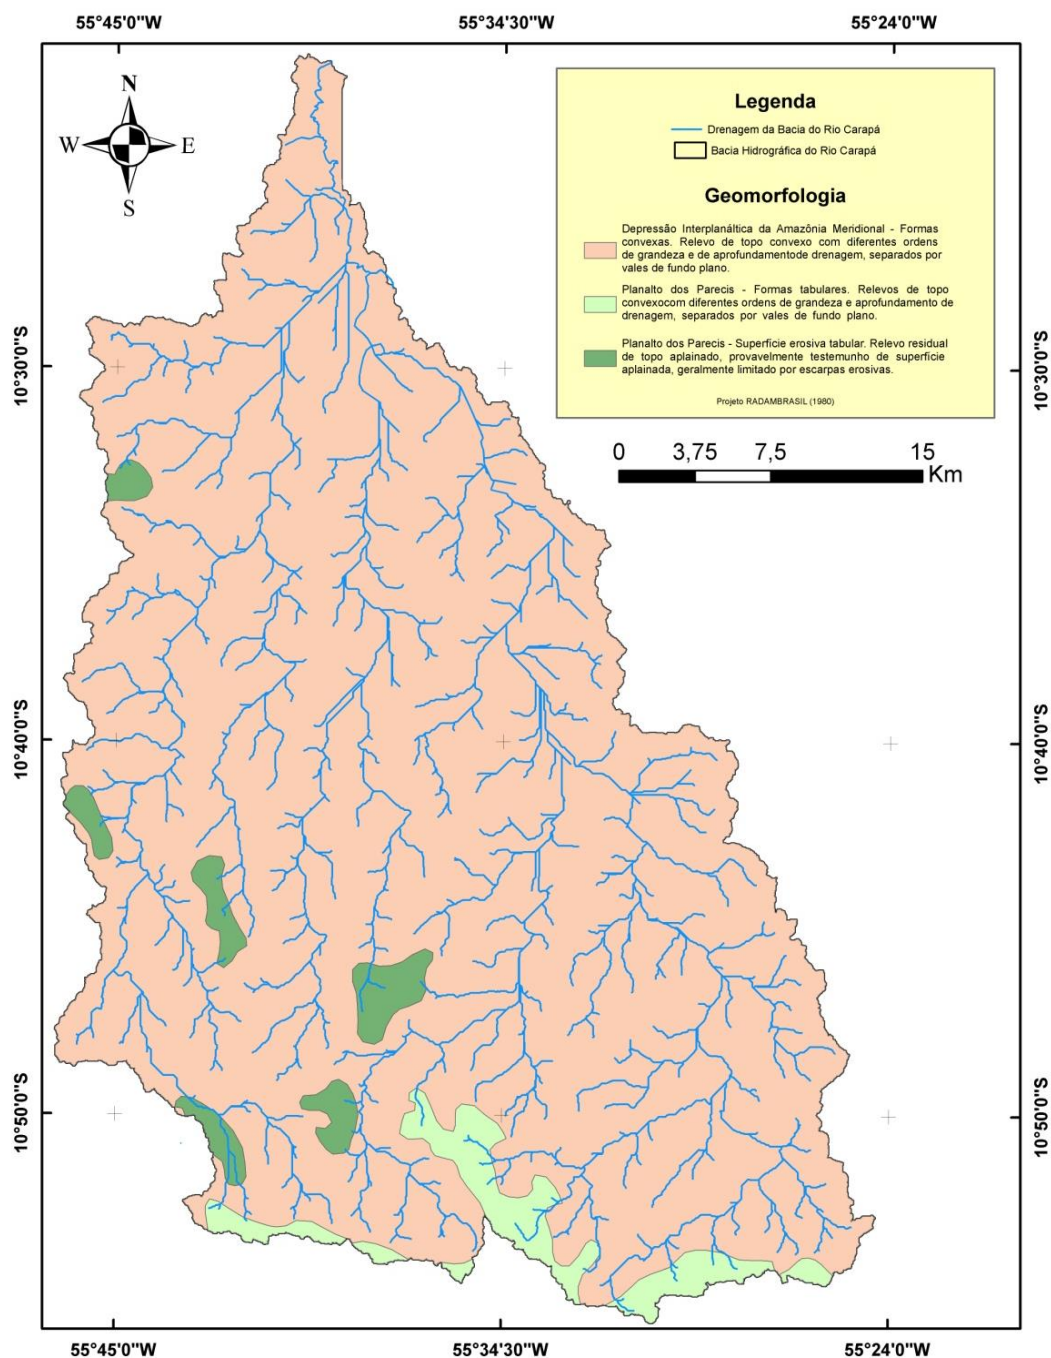 55°45'0"W 55°34'30"W 55°24'0"W
N
W E
S
Legenda
Drenagem da Bacia do Rio Carapá
Bacia Hidrográfica do Rio Carapá
Geomorfologia
Depressão Interplanáltica da Amazônia Meridional - Formas
convexas. Relevo de topo convexo com diferentes ordens
de grandeza e de aprofundamentode drenagem, separados por
vales de fundo plano.
Planalto dos Parecis - Formas tabulares. Relevos de topo
convexocom diferentes ordens de grandeza e aprofundamento de
drenagem, separados por vales de fundo plano.
Planalto dos Parecis - Superfície erosiva tabular. Relevo residual
de topo aplainado, provavelmente testemunho de superfície
aplainada, geralmente limitado por escarpas erosivas.
Projeto RADAMBRASIL (1980)
0 3,75 7,5 15
Km
10°30'0"S 10°30'0"S
10°40'0"S 10°40'0"S
10°50'0"S 10°50'0"S
55°45'0"W 55°34'30"W 55°24'0"W